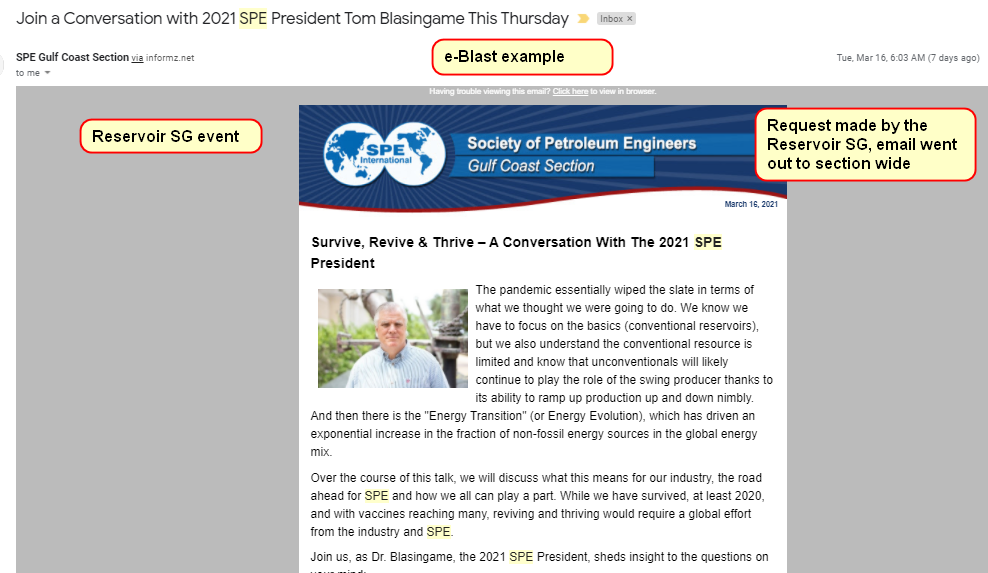 Join a Conversation with 2021 SPE President Tom Blasingame This Thursday
Inbox ×
SPE Gulf Coast Section via informz.net
to me
e-Blast example
Tue, Mar 16, 6:03 AM (7 days ago)
Having trouble viewing this email? Click here to view in browser.
Reservoir SG event
SPE
International
Society of Petroleum Engineers
Gulf Coast Section
Request made by the
Reservoir SG, email went
out to section wide
March 16, 2021
Survive, Revive & Thrive – A Conversation With The 2021 SPE
President
The pandemic essentially wiped the slate in terms of
what we thought we were going to do. We know we
have to focus on the basics (conventional reservoirs),
but we also understand the conventional resource is
limited and know that unconventionals will likely
continue to play the role of the swing producer thanks to
its ability to ramp up production up and down nimbly.
And then there is the "Energy Transition" (or Energy Evolution), which has driven an
exponential increase in the fraction of non-fossil energy sources in the global energy
mix.
Over the course of this talk, we will discuss what this means for our industry, the road
ahead for SPE and how we all can play a part. While we have survived, at least 2020,
and with vaccines reaching many, reviving and thriving would require a global effort
from the industry and SPE.
Join us, as Dr. Blasingame, the 2021 SPE President, sheds insight to the questions on
your mind: